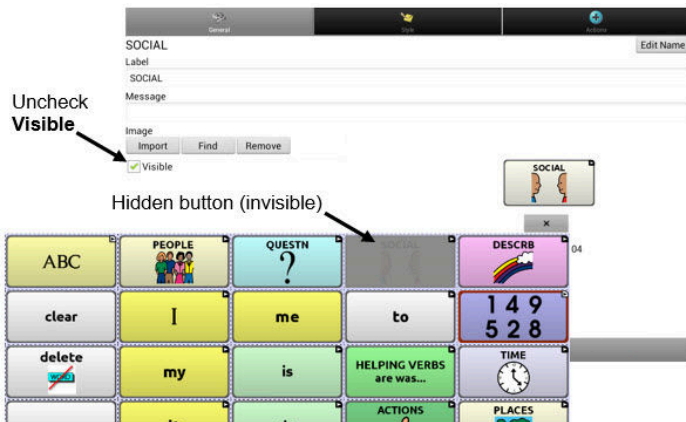 General
Style
Actions
SOCIAL
Edit Name
Label
SOCIAL
Message
Uncheck
Visible
Image
Import Find Remove
Visible
SOCIAL
Hidden button (invisible)
×
ABC
PEOPLE
QUESTN
?
SOCIAL
DESCRB
04
clear
I
me
to
1 4 9
5 2 8
delete
WORD
my
is
HELPING VERBS
are was...
TIME
ACTIONS
PLACES